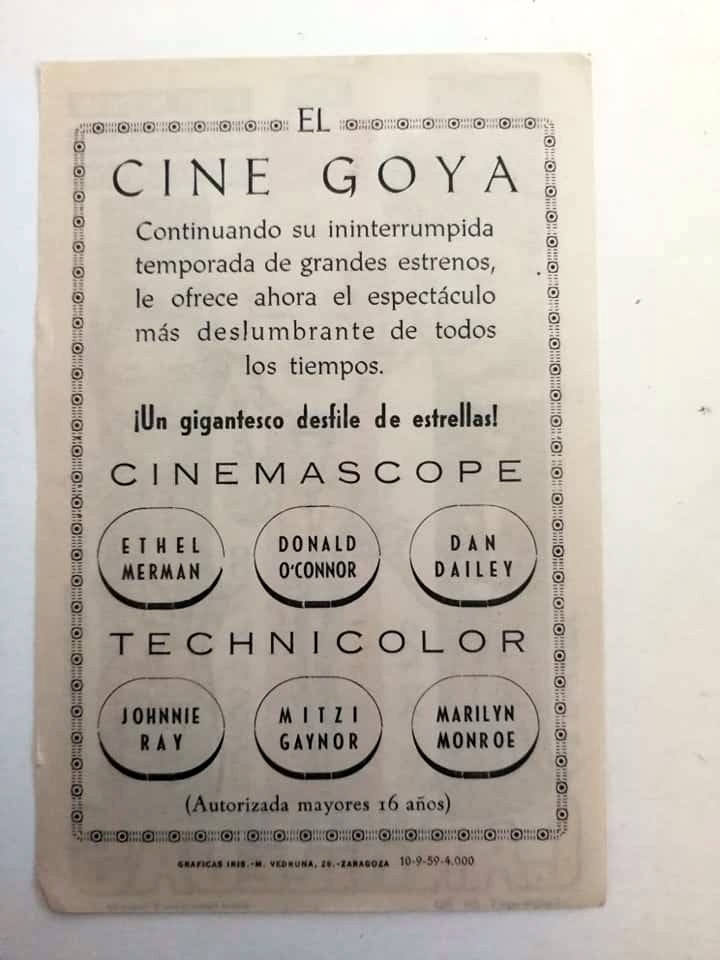 EL
CINE GOYA
Continuando su ininterrumpida
temporada de grandes estrenos,
le ofrece ahora el espectáculo
más deslumbrante de todos
los tiempos.
¡Un gigantesco desfile de estrellas!
CINEMASCOPE
ETHEL MERMAN
DONALD O'CONNOR
DAN DAILEY
TECHNICOLOR
JOHNNIE RAY
MITZI GAYNOR
MARILYN MONROE
(Autorizada mayores 16 años)
GRAFICAS IRIS.-M. VEDRUNA, 26.-ZARAGOZA 10-9-59-4.000